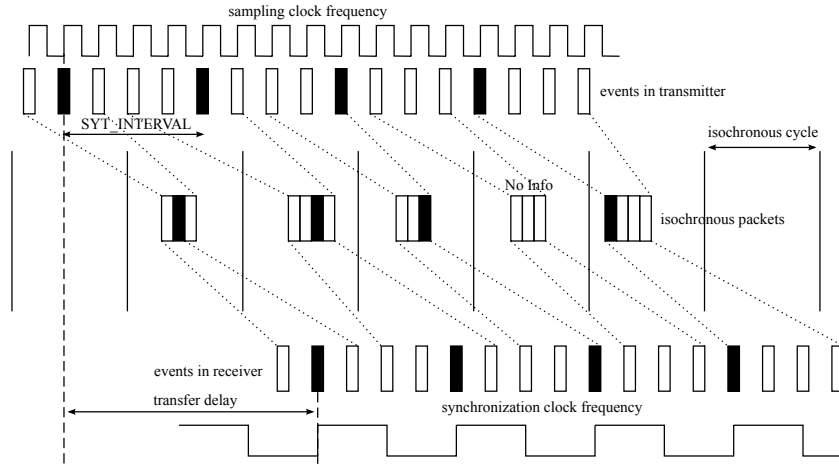 sampling clock frequency
events in transmitter
SYT_INTERVAL
isochronous cycle
No Info
isochronous packets
events in receiver
transfer delay
synchronization clock frequency